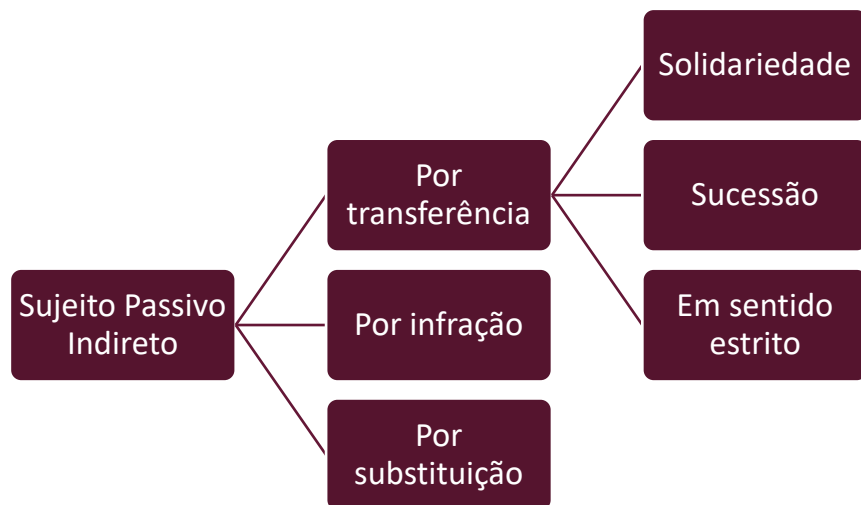 Sujeito Passivo
Indireto
Por
transferência
Por infração
Por
substituição
Solidariedade
Sucessão
Em sentido
estrito